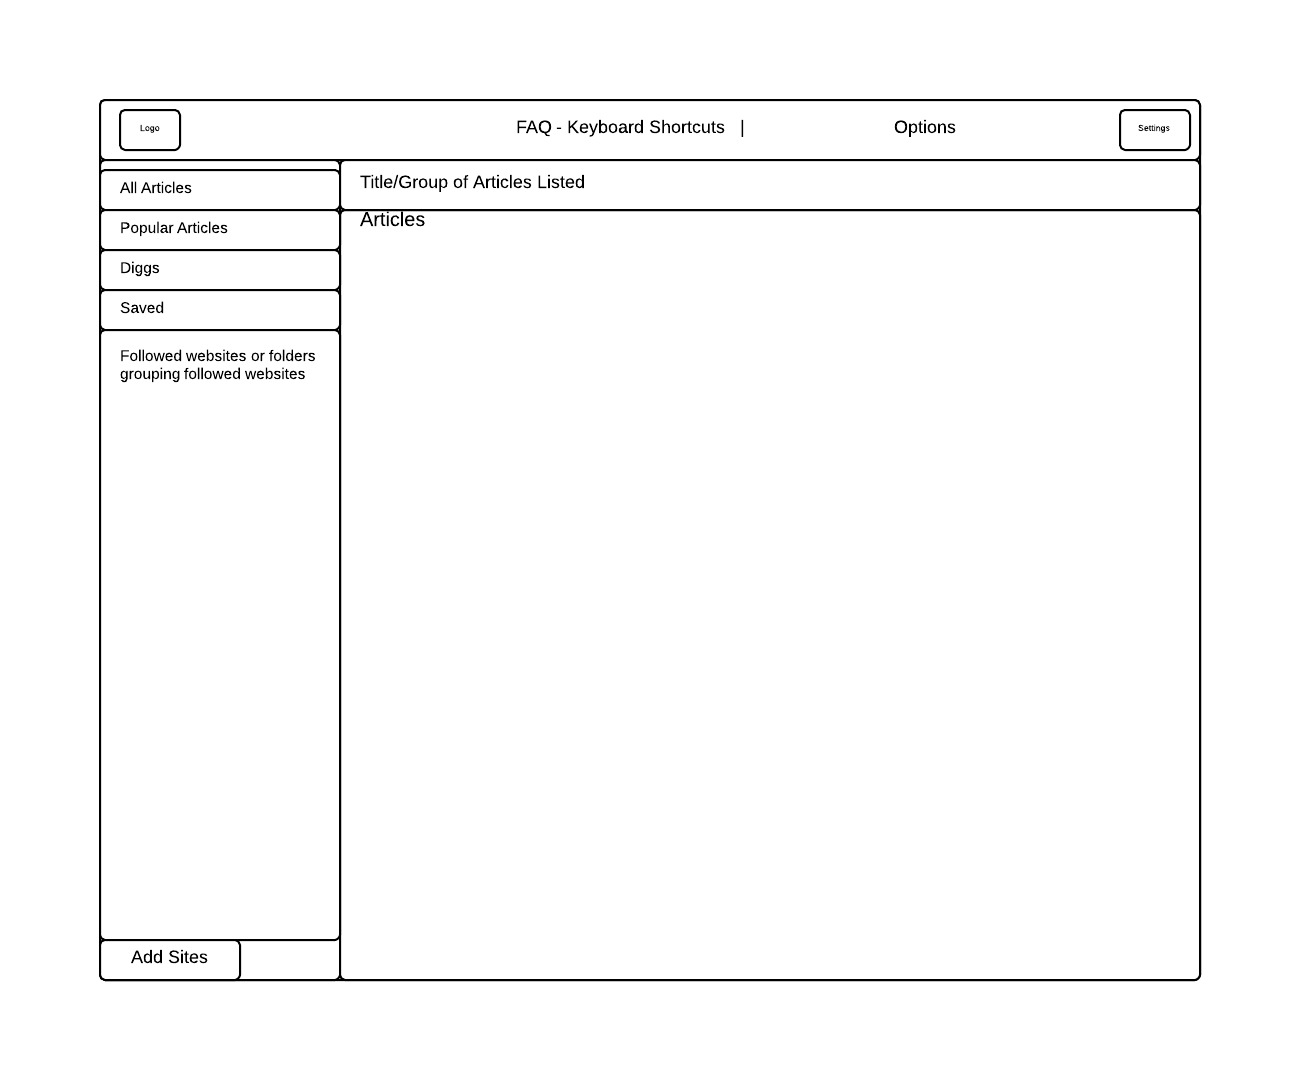 Logo
FAQ - Keyboard Shortcuts |
Options
Settings
All Articles
Popular Articles
Diggs
Saved
Followed websites or folders
grouping followed websites
Add Sites
Title/Group of Articles Listed
Articles